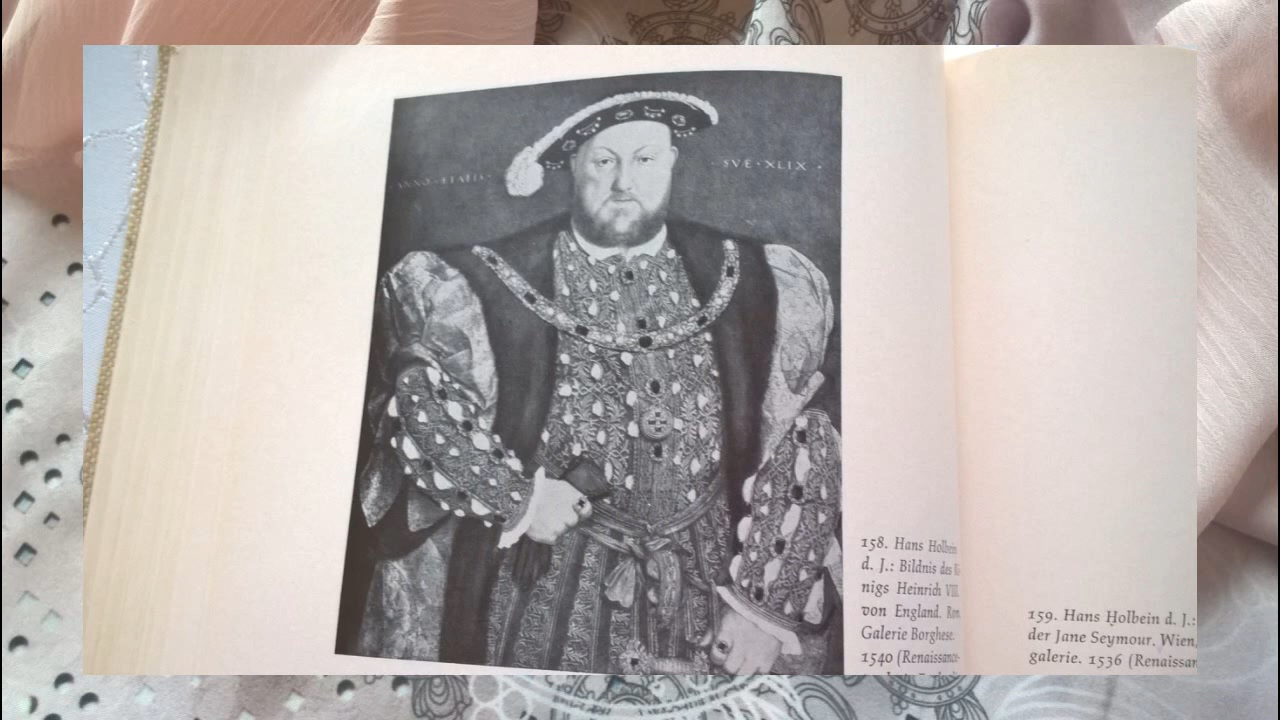 ANNO · ETATIS ·
· SVÆ · XLIX ·
158. Hans Holbein
d. J.: Bildnis des
nigs Heinrich VIII.
von England. Rom
Galerie Borghese.
1540 (Renaissance-
159. Hans Holbein d. J.:
der Jane Seymour. Wien,
galerie. 1536 (Renaissan